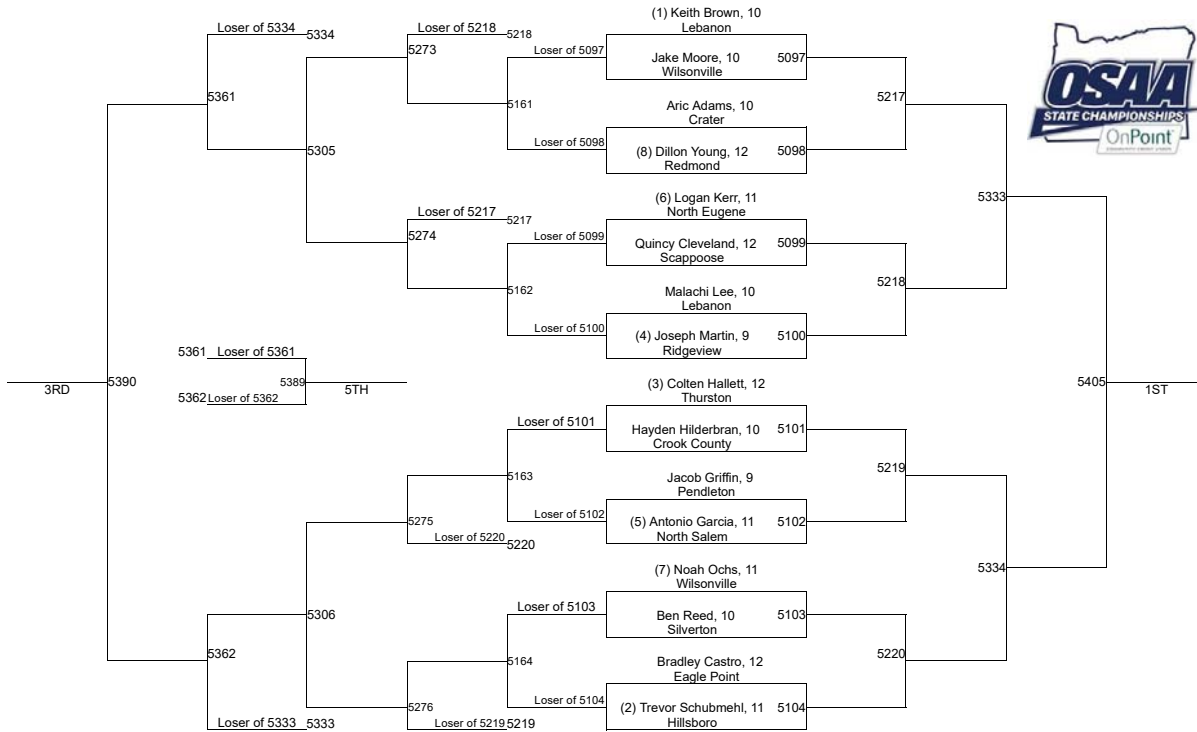 Loser of 5334
5334
Loser of 5218
5218
(1) Keith Brown, 10
Lebanon
5273
Loser of 5097
Jake Moore, 10
Wilsonville
5097
5361
5161
5217
Aric Adams, 10
Crater
5305
Loser of 5098
(8) Dillon Young, 12
Redmond
5098
OSAA
STATE CHAMPIONSHIPS
OnPoint
(6) Logan Kerr, 11
North Eugene
5333
Loser of 5217
5217
5274
Loser of 5099
Quincy Cleveland, 12
Scappoose
5099
5162
5218
Malachi Lee, 10
Lebanon
Loser of 5100
(4) Joseph Martin, 9
Ridgeview
5100
5361
Loser of 5361
5390
3RD
5389
5TH
5362
Loser of 5362
(3) Colten Hallett, 12
Thurston
5405
1ST
Loser of 5101
Hayden Hilderbran, 10
Crook County
5101
5163
5219
Jacob Griffin, 9
Pendleton
5275
Loser of 5102
(5) Antonio Garcia, 11
North Salem
5102
Loser of 5220
5220
(7) Noah Ochs, 11
Wilsonville
5334
5306
Loser of 5103
Ben Reed, 10
Silverton
5103
5362
5164
5220
Bradley Castro, 12
Eagle Point
5276
Loser of 5104
(2) Trevor Schubmehl, 11
Hillsboro
5104
Loser of 5333
5333
Loser of 5219
5219